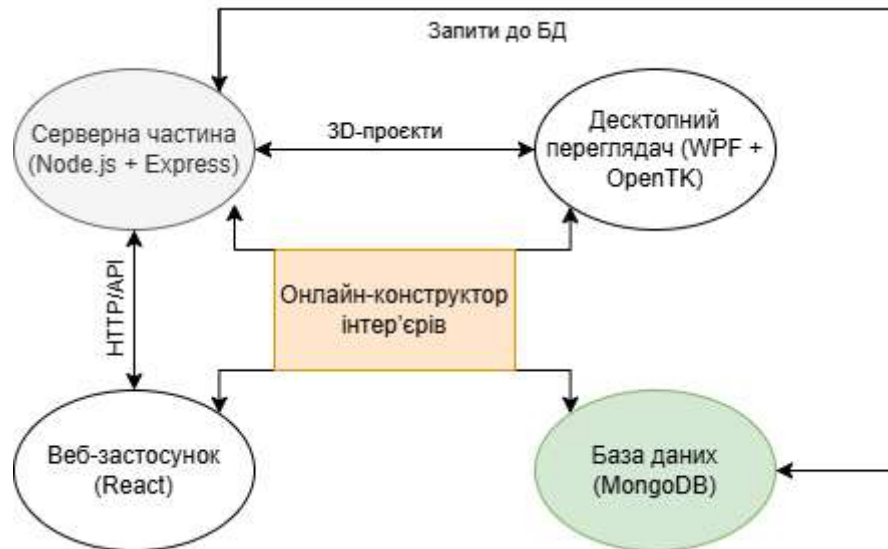 Запити до БД
Серверна частина
(Node.js + Express)
3D-проєкти
Десктопний
переглядач (WPF +
OpenTK)
HTTP/API
Онлайн-конструктор
інтер’єрів
Веб-застосунок
(React)
База даних
(MongoDB)